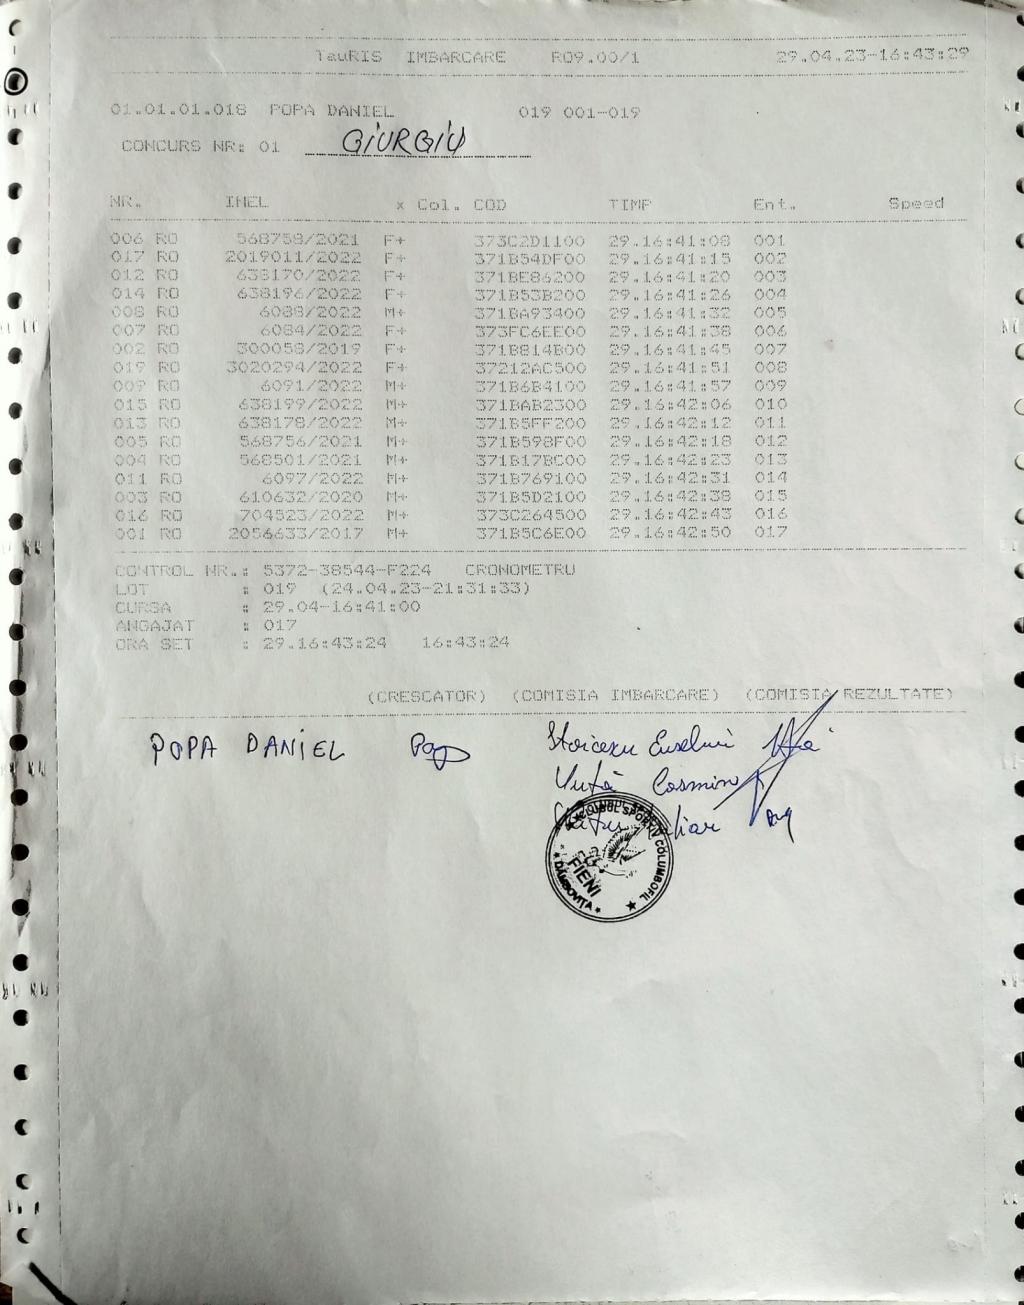 TauRIS IMBARCARE RO9.00/1 29.04.23-16:43:29
01.01.01.018 POPA DANIEL 019 001-019
CONCURS NR: 01 GIURGIU
NR. INEL x Col. COD TIMP Ent. Speed
006 RO 568758/2021 F+ 373C2D1100 29.16:41:08 001
017 RO 2019011/2022 F+ 371B54DF00 29.16:41:15 002
012 RO 638170/2022 F+ 371BE86200 29.16:41:20 003
014 RO 638196/2022 F+ 371B53B200 29.16:41:26 004
008 RO 6088/2022 M+ 371BA93400 29.16:41:32 005
007 RO 6084/2022 F+ 373FC6EE00 29.16:41:38 006
002 RO 300058/2019 F+ 371B814B00 29.16:41:45 007
019 RO 3020294/2022 F+ 37212AC500 29.16:41:51 008
009 RO 6091/2022 M+ 371B6B4100 29.16:41:57 009
015 RO 638199/2022 M+ 371BAB2300 29.16:42:06 010
013 RO 638178/2022 M+ 371B5FF200 29.16:42:12 011
005 RO 568756/2021 M+ 371B598F00 29.16:42:18 012
004 RO 568501/2021 M+ 371B17BC00 29.16:42:23 013
011 RO 6097/2022 M+ 371B769100 29.16:42:31 014
003 RO 610632/2020 M+ 371B5D2100 29.16:42:38 015
016 RO 704523/2022 M+ 373C264500 29.16:42:43 016
001 RO 2056633/2017 M+ 371B5C6E00 29.16:42:50 017
CONTROL NR.: 5372-38544-F224 CRONOMETRU
LOT : 019 (24.04.23-21:31:33)
CURSA : 29.04-16:41:00
ANGAJAT : 017
ORA SET : 29.16:43:24 16:43:24
(CRESCATOR) (COMISIA IMBARCARE) (COMISIA REZULTATE)
POPA DANIEL
Cosmin
CLUBUL SPORTIV COLUMBOFIL
FIENI
DÂMBOVIȚA